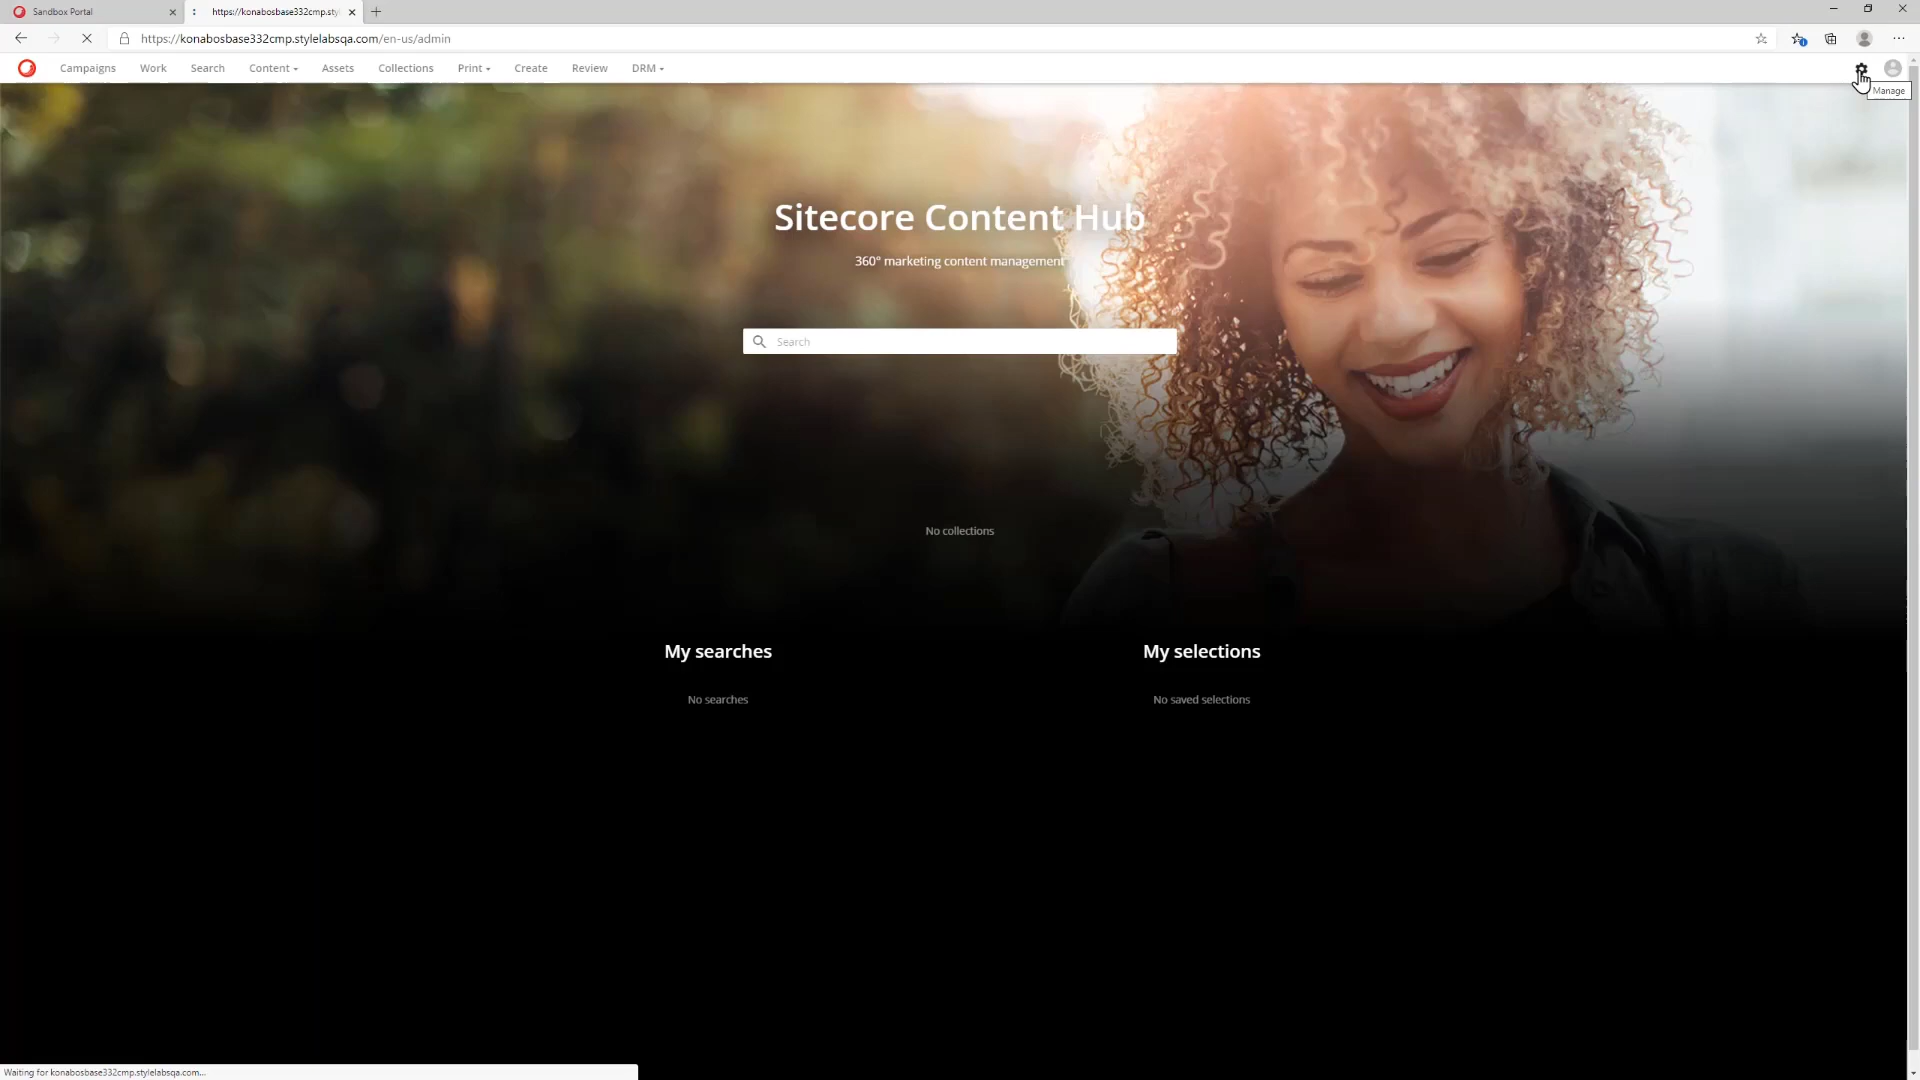 Sandbox Portal
https://konabosbase332cmp.sty
https://konabosbase332cmp.stylelabsqa.com/en-us/admin
Campaigns Work Search Content Assets Collections Print Create Review DRM
Manage
Sitecore Content Hub
360° marketing content management
Search
No collections
My searches My selections
No searches No saved selections
Waiting for konabosbase332cmp.stylelabsqa.com...